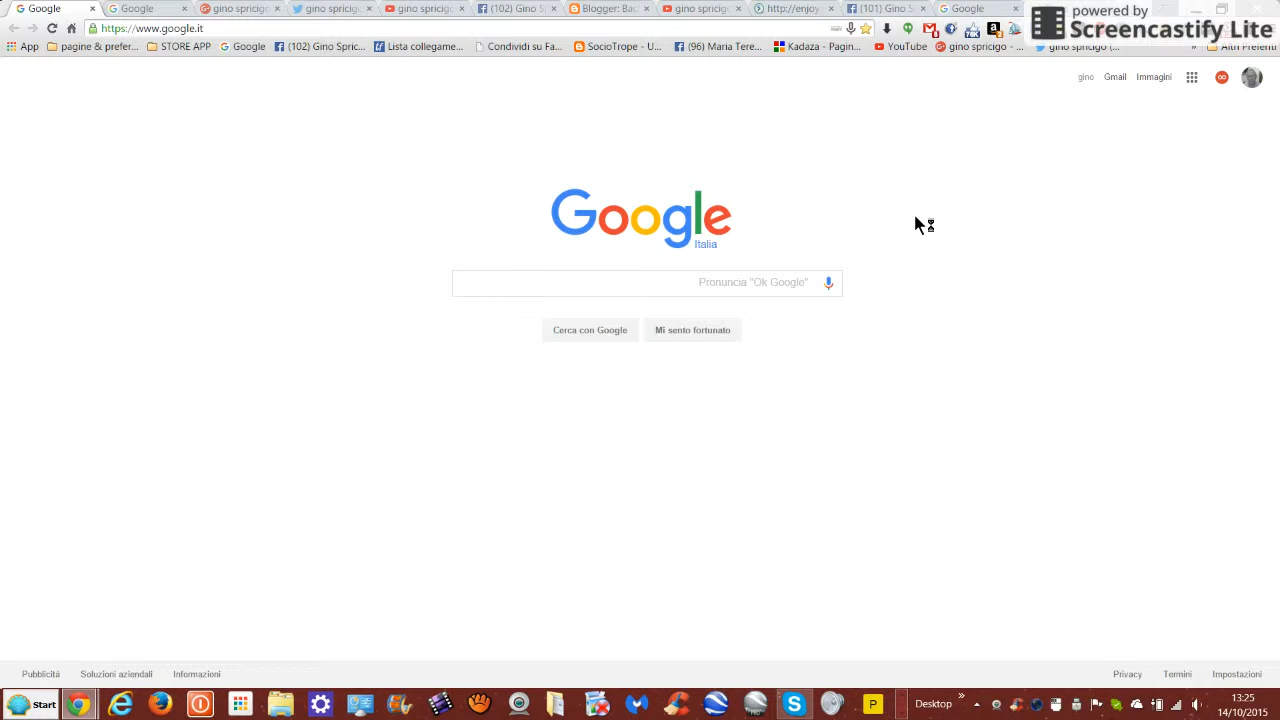 Google
Google
gino spricigo
gino spricigo
gino spricigo
(102) Gino S
Blogger: Bac
gino spricigo
http://enjoy
(101) Gino S
Google
powered by
Screencastify Lite
https://www.google.it
App
pagine & prefer...
STORE APP
Google
(102) Gino Spric...
Lista collegame...
Condividi su Fa...
SocioTrope - U...
(96) Maria Tere...
Kadaza - Pagin...
YouTube
gino spricigo - ...
gino spricigo (...
»
Altri Preferiti
gino
Gmail
Immagini
Google
Italia
Pronuncia "Ok Google"
Cerca con Google
Mi sento fortunato
Pubblicità
Soluzioni aziendali
Informazioni
Privacy
Termini
Impostazioni
Start
P
Desktop
»
13:25
14/10/2015